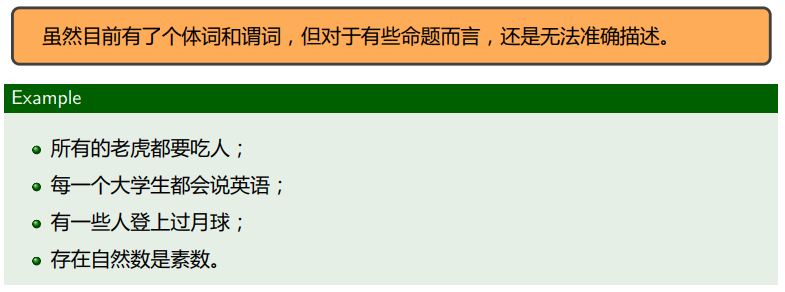 虽然目前有了个体词和谓词，但对于有些命题而言，还是无法准确描述。
Example
所有的老虎都要吃人；
每一个大学生都会说英语；
有一些人登上过月球；
存在自然数是素数。